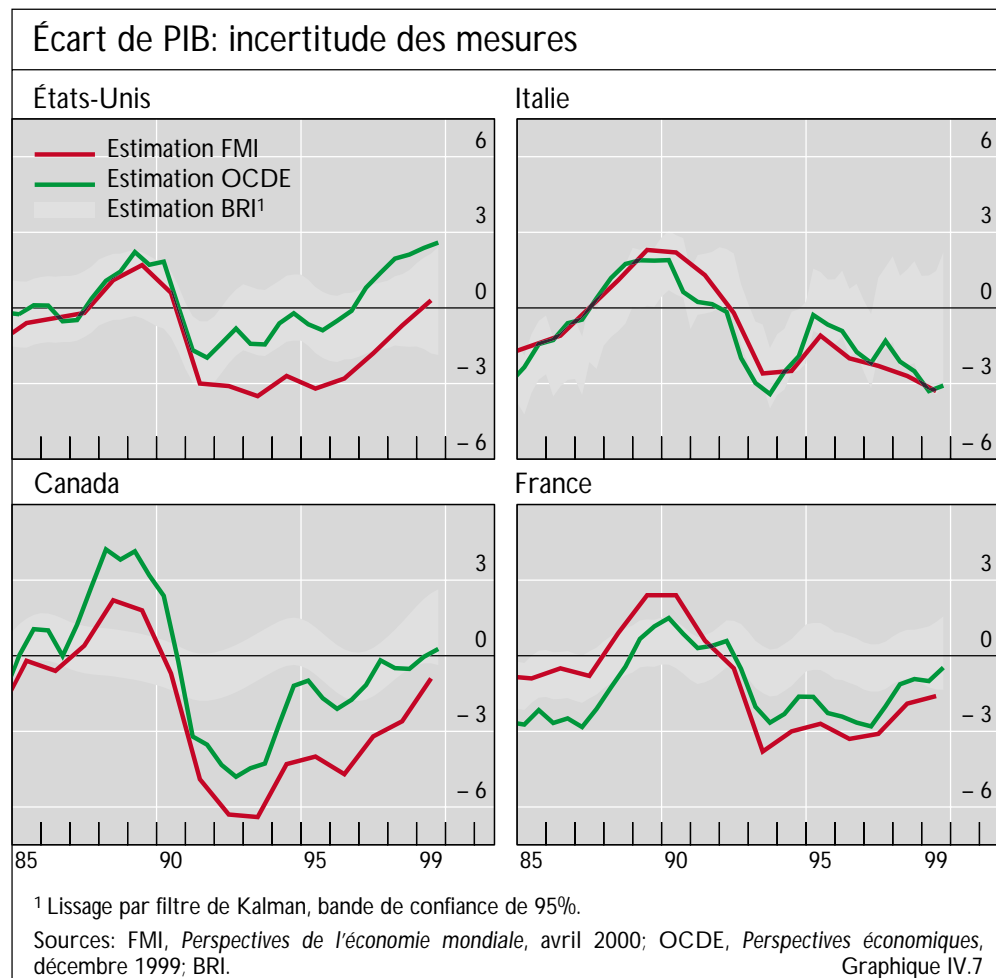 Écart de PIB: incertitude des mesures
États-Unis
Italie
Estimation FMI
Estimation OCDE
Estimation BRI¹
6
3
0
– 3
– 6
6
3
0
– 3
– 6
Canada
France
3
0
– 3
– 6
3
0
– 3
– 6
85 90 95 99
85 90 95 99
¹ Lissage par filtre de Kalman, bande de confiance de 95%.
Sources: FMI, Perspectives de l'économie mondiale, avril 2000; OCDE, Perspectives économiques,
décembre 1999; BRI. Graphique IV.7